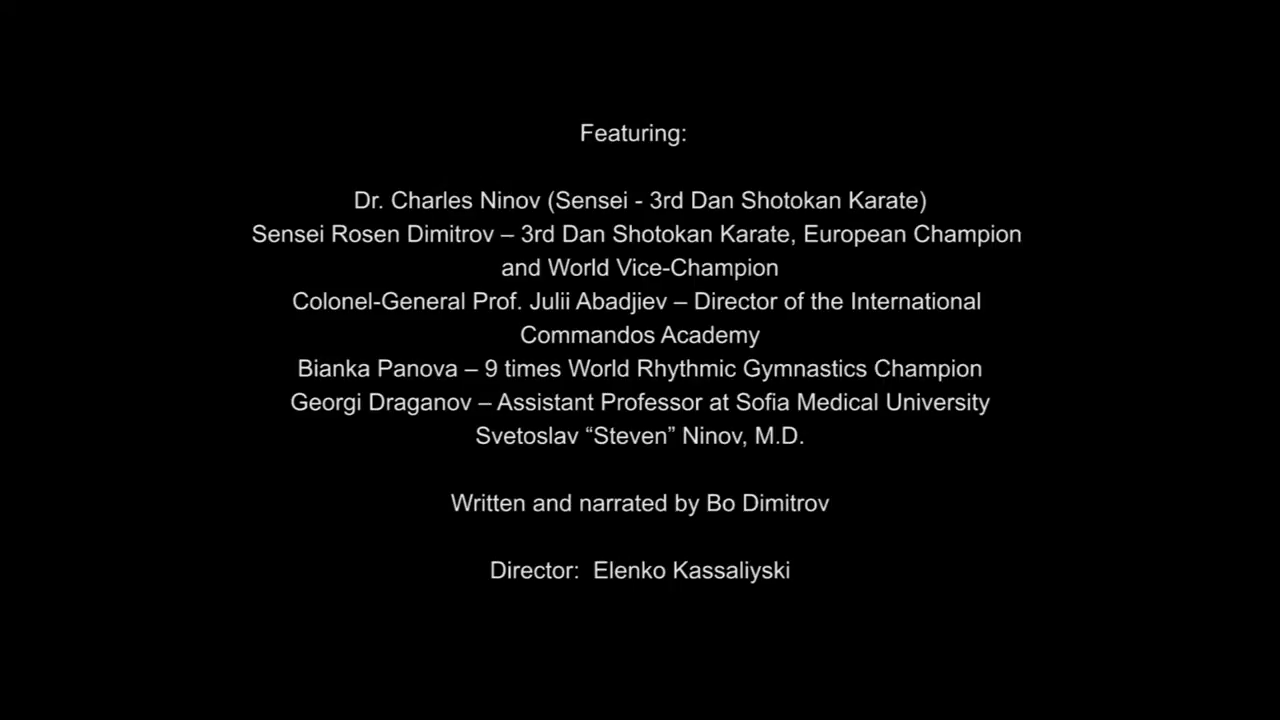 Featuring:
Dr. Charles Ninov (Sensei - 3rd Dan Shotokan Karate)
Sensei Rosen Dimitrov – 3rd Dan Shotokan Karate, European Champion
and World Vice-Champion
Colonel-General Prof. Julii Abadjiev – Director of the International
Commandos Academy
Bianka Panova – 9 times World Rhythmic Gymnastics Champion
Georgi Draganov – Assistant Professor at Sofia Medical University
Svetoslav “Steven” Ninov, M.D.
Written and narrated by Bo Dimitrov
Director:  Elenko Kassaliyski